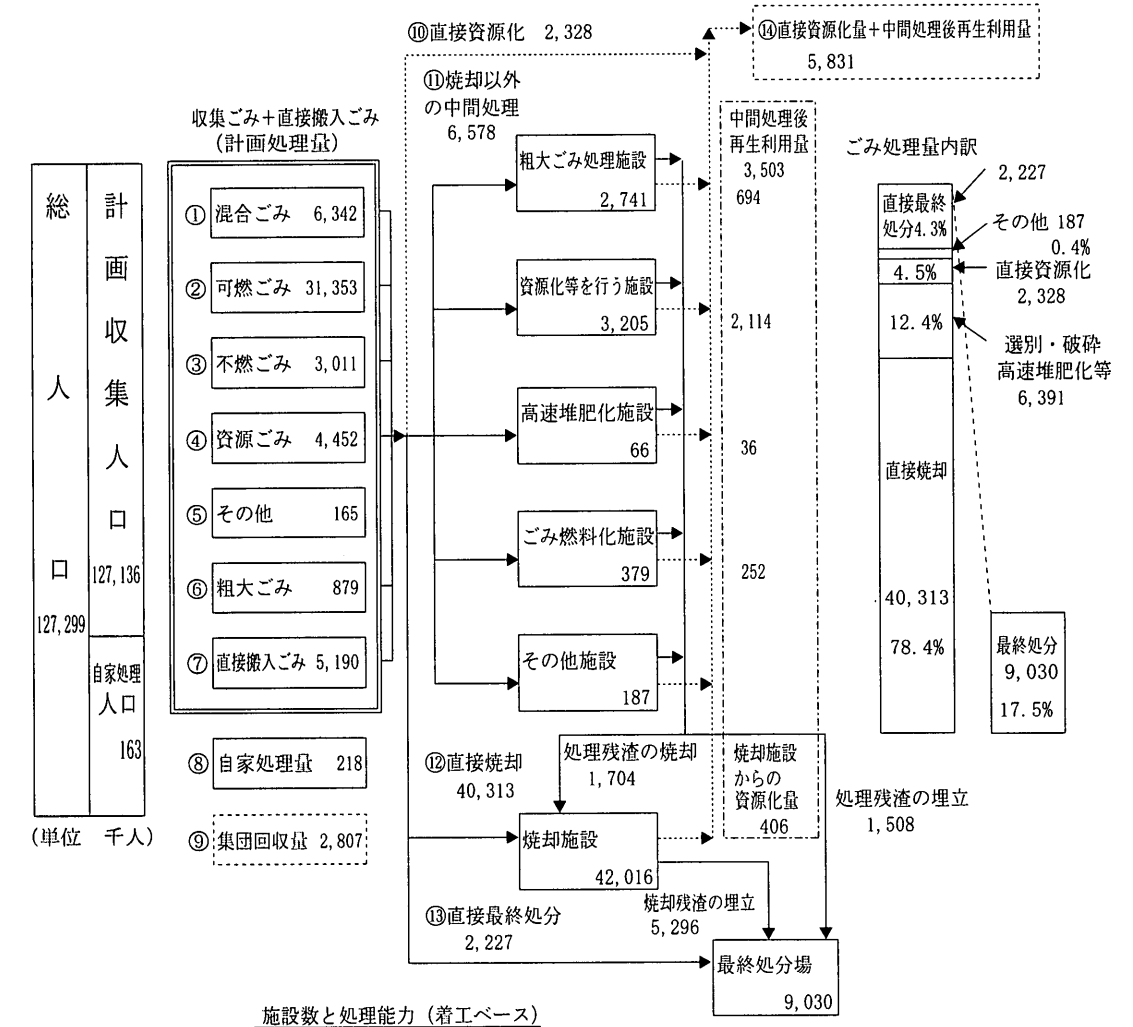 ⑩直接資源化 2,328
⑭直接資源化量＋中間処理後再生利用量
5,831
⑪焼却以外
の中間処理
6,578
収集ごみ＋直接搬入ごみ
(計画処理量)
総人口
127,299
計画収集人口
127,136
自家処理
人口
163
(単位 千人)
① 混合ごみ 6,342
② 可燃ごみ 31,353
③ 不燃ごみ 3,011
④ 資源ごみ 4,452
⑤ その他 165
⑥ 粗大ごみ 879
⑦ 直接搬入ごみ 5,190
⑧ 自家処理量 218
⑨ 集団回収量 2,807
粗大ごみ処理施設
2,741
資源化等を行う施設
3,205
高速堆肥化施設
66
ごみ燃料化施設
379
その他施設
187
中間処理後
再生利用量
3,503
694
2,114
36
252
焼却施設
からの
資源化量
406
⑫直接焼却
40,313
処理残渣の焼却
1,704
焼却施設
42,016
処理残渣の埋立
1,508
焼却残渣の埋立
5,296
⑬直接最終処分
2,227
最終処分場
9,030
ごみ処理量内訳
2,227
直接最終
処分4.3%
その他 187
0.4%
4.5%
直接資源化
2,328
12.4%
選別・破砕
高速堆肥化等
6,391
直接焼却
40,313
78.4%
最終処分
9,030
17.5%
施設数と処理能力（着工ベース）